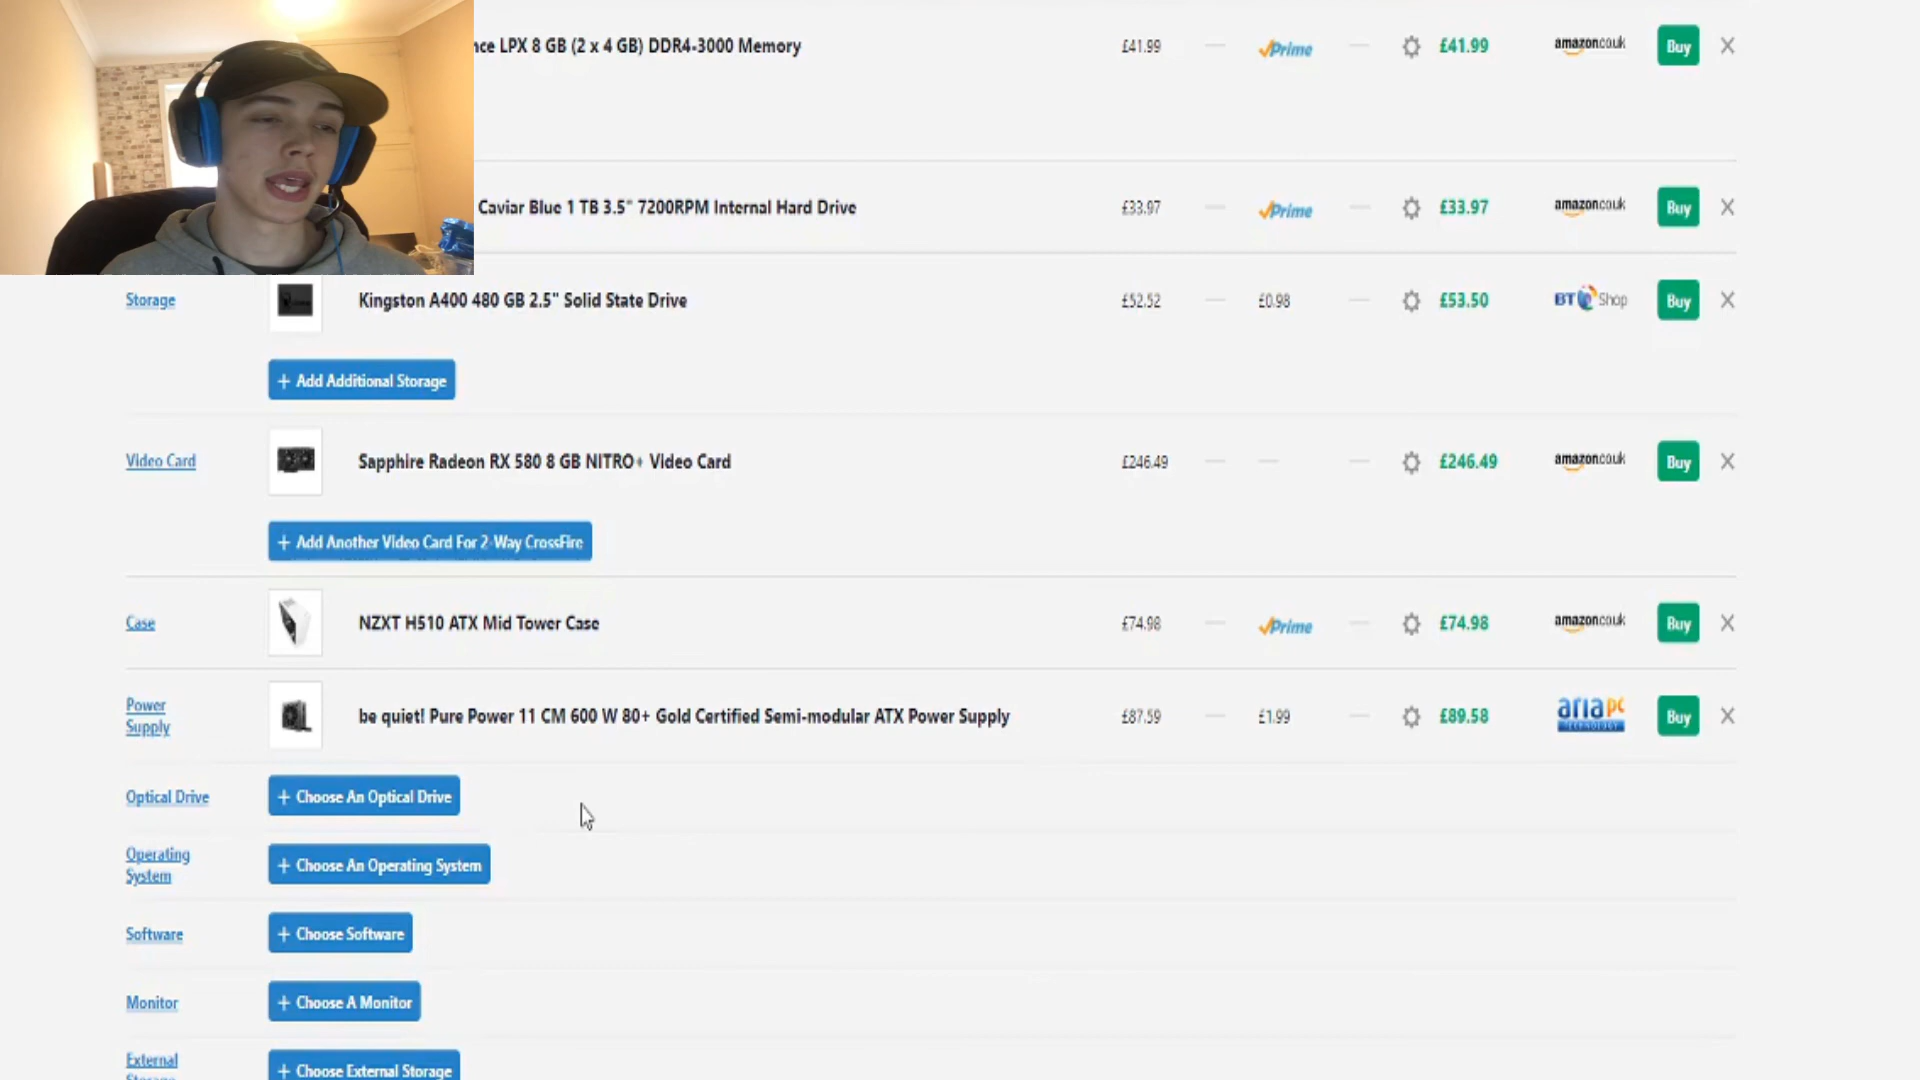 nce LPX 8 GB (2 x 4 GB) DDR4-3000 Memory £41.99 — Prime — £41.99 amazon.co.uk Buy
Caviar Blue 1 TB 3.5" 7200RPM Internal Hard Drive £33.97 — Prime — £33.97 amazon.co.uk Buy
Storage Kingston A400 480 GB 2.5" Solid State Drive £52.52 — £0.98 — £53.50 BT Shop Buy
+ Add Additional Storage
Video Card Sapphire Radeon RX 580 8 GB NITRO+ Video Card £246.49 — — — £246.49 amazon.co.uk Buy
+ Add Another Video Card For 2-Way CrossFire
Case NZXT H510 ATX Mid Tower Case £74.98 — Prime — £74.98 amazon.co.uk Buy
Power Supply be quiet! Pure Power 11 CM 600 W 80+ Gold Certified Semi-modular ATX Power Supply £87.59 — £1.99 — £89.58 aria pc TECHNOLOGY Buy
Optical Drive + Choose An Optical Drive
Operating System + Choose An Operating System
Software + Choose Software
Monitor + Choose A Monitor
External Storage + Choose External Storage